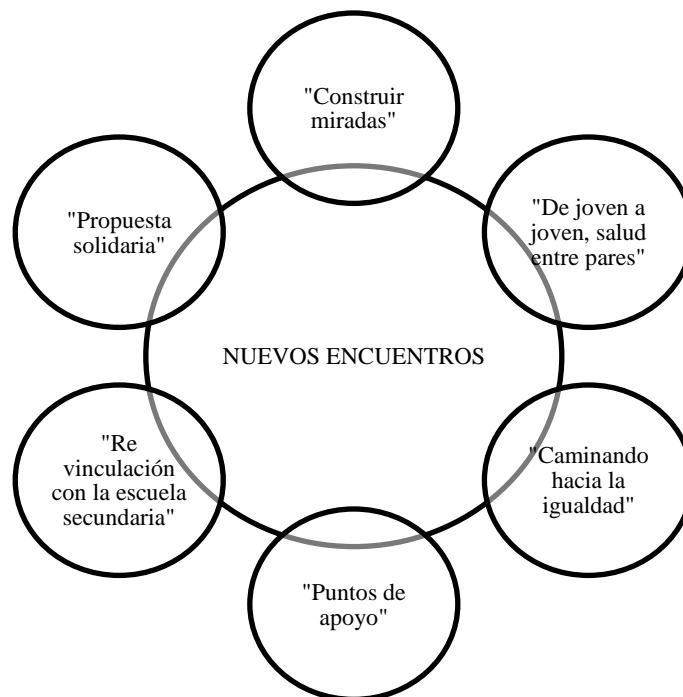 "Construir
miradas"
"De joven a
joven, salud
entre pares"
"Propuesta
solidaria"
NUEVOS ENCUENTROS
"Re
vinculación
con la escuela
secundaria"
"Caminando
hacia la
igualdad"
"Puntos de
apoyo"